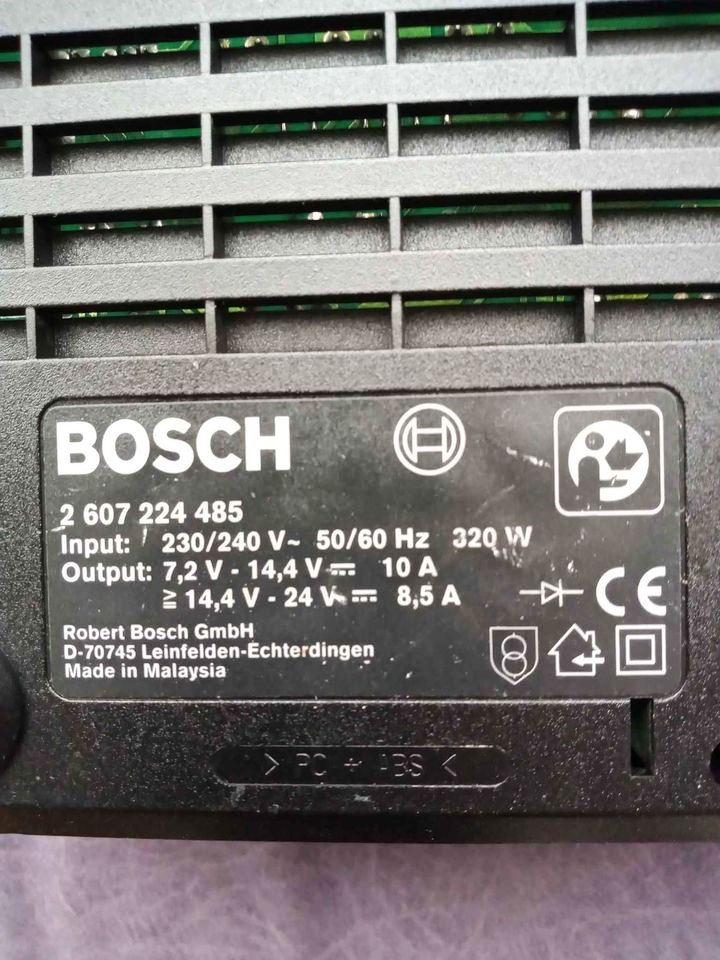 BOSCH
2 607 224 485
Input: 230/240 V~ 50/60 Hz 320 W
Output: 7,2 V - 14,4 V⎓ 10 A
≧ 14,4 V - 24 V⎓ 8,5 A
CE
Robert Bosch GmbH
D-70745 Leinfelden-Echterdingen
Made in Malaysia
> PC + ABS <